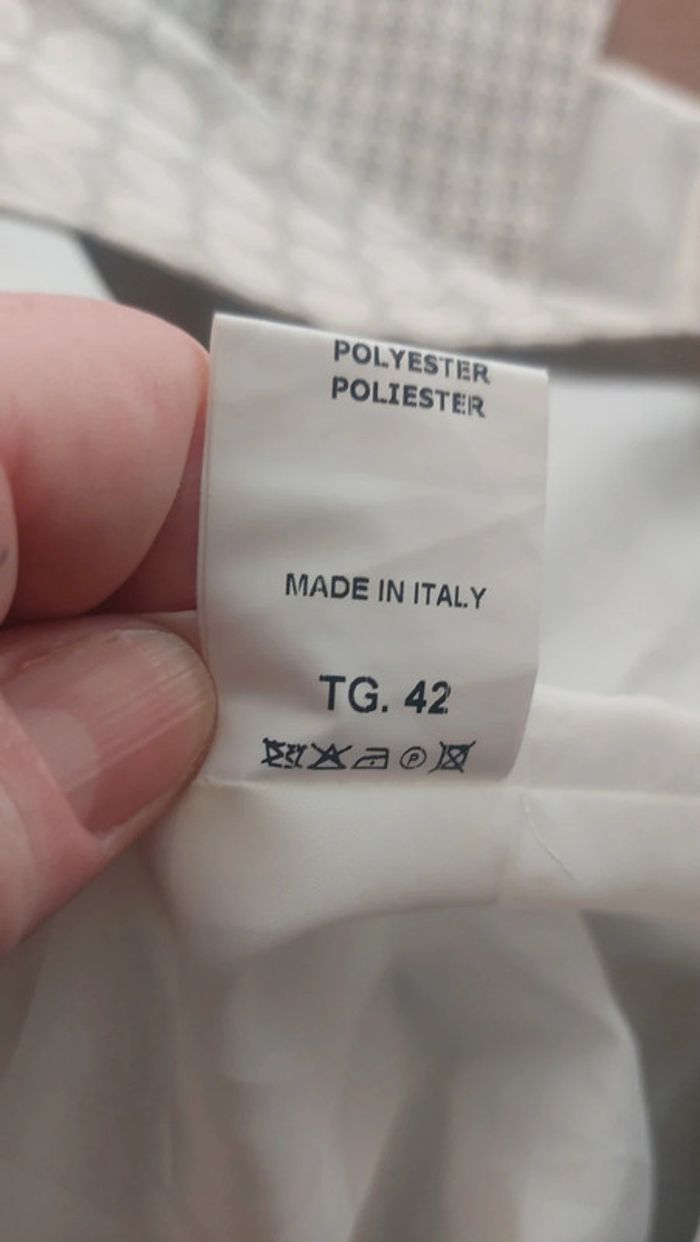 POLYESTER
POLIESTER
MADE IN ITALY
TG. 42
P